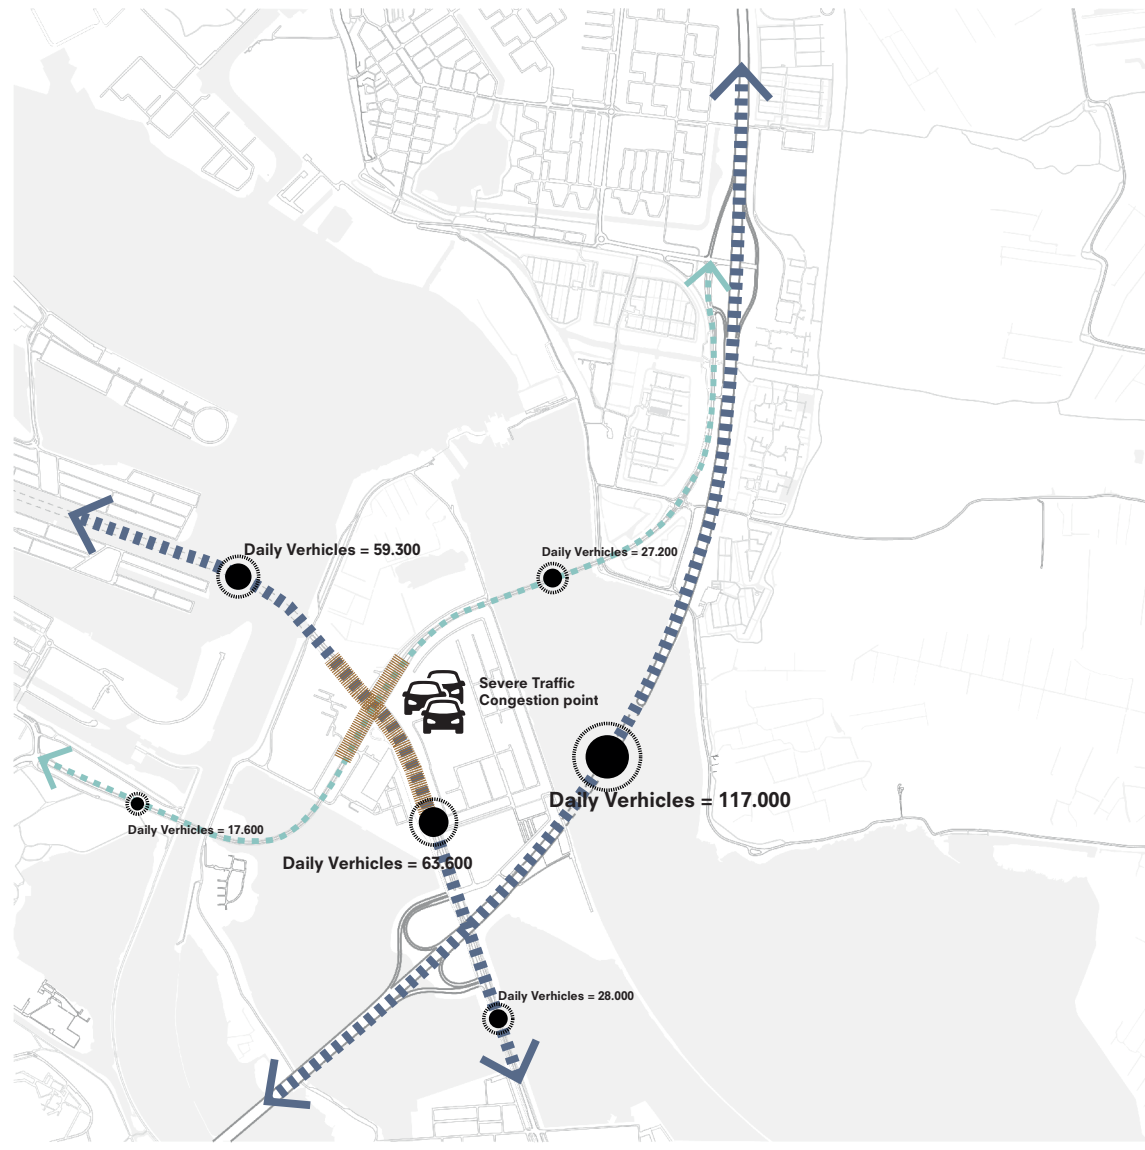 Daily Verhicles = 59.300
Daily Verhicles = 27.200
Severe Traffic
Congestion point
Daily Verhicles = 117.000
Daily Verhicles = 17.600
Daily Verhicles = 63.600
Daily Verhicles = 28.000